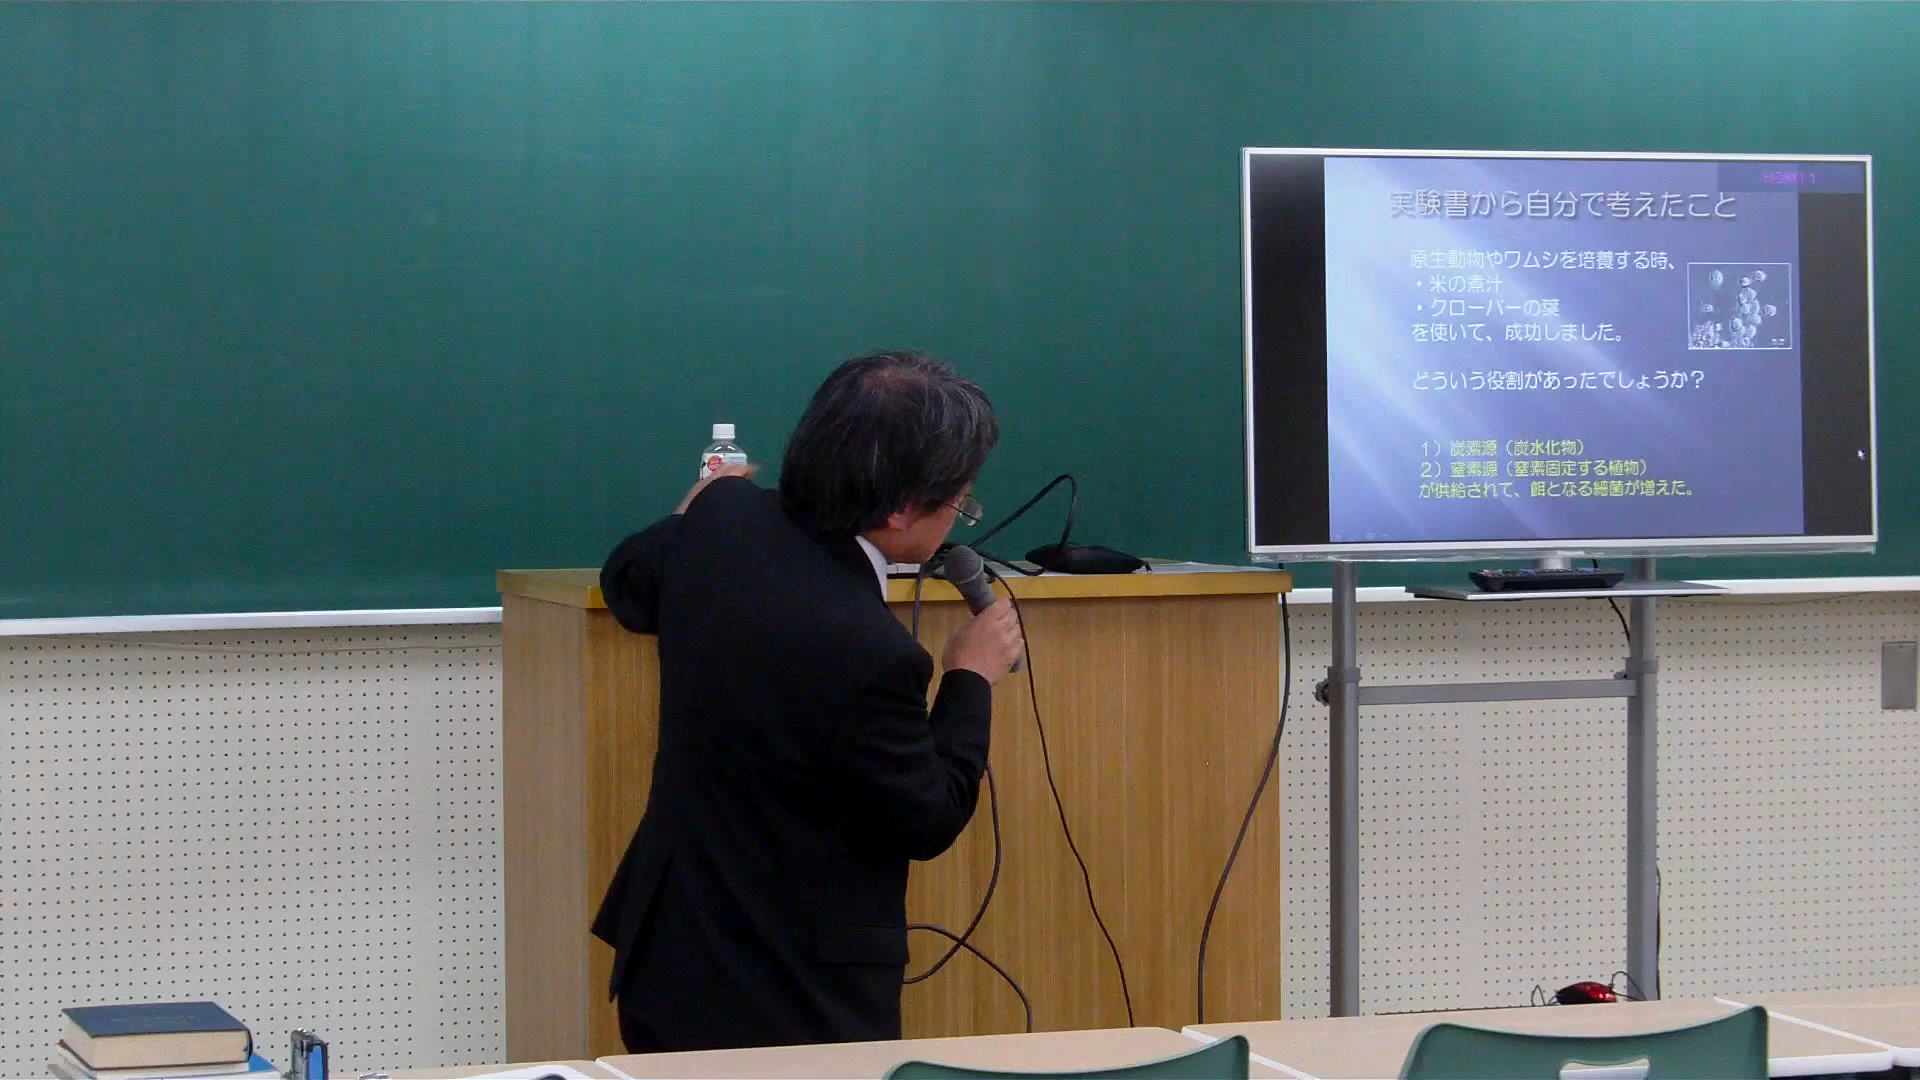 実験書から自分で考えたこと
原生動物やワムシを培養する時、
・米の煮汁
・クローバーの葉
を使いて、成功しました。
どういう役割があったでしょうか？
１）炭素源（炭水化物）
２）窒素源（窒素固定する植物）
が供給されて、餌となる細菌が増えた。